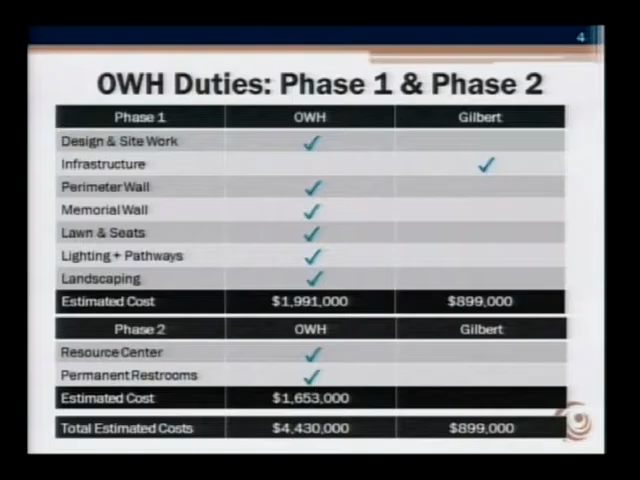 4
OWH Duties: Phase 1 & Phase 2
Phase 1 OWH Gilbert
Design & Site Work ✓
Infrastructure ✓
Perimeter Wall ✓
Memorial Wall ✓
Lawn & Seats ✓
Lighting + Pathways ✓
Landscaping ✓
Estimated Cost $1,991,000 $899,000
Phase 2 OWH Gilbert
Resource Center ✓
Permanent Restrooms ✓
Estimated Cost $1,653,000
Total Estimated Costs $4,430,000 $899,000